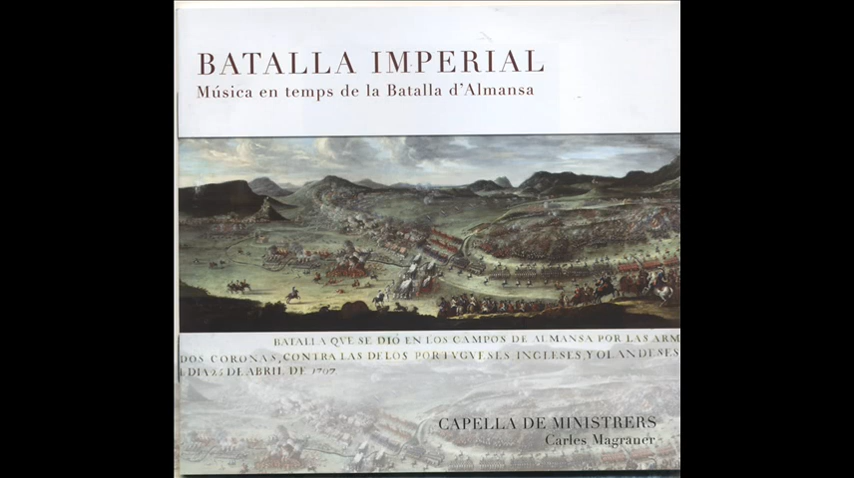 BATALLA IMPERIAL
Música en temps de la Batalla d'Almansa
BATALLA QVE SE DIO EN LOS CAMPOS DE ALMANSA POR LAS ARM
DOS CORONAS, CONTRA LAS DELOS PORTVGVESES INGLESES, Y OLANDESES
DIA 25 DE ABRIL DE 1707
CAPELLA DE MINISTRERS
Carles Magraner